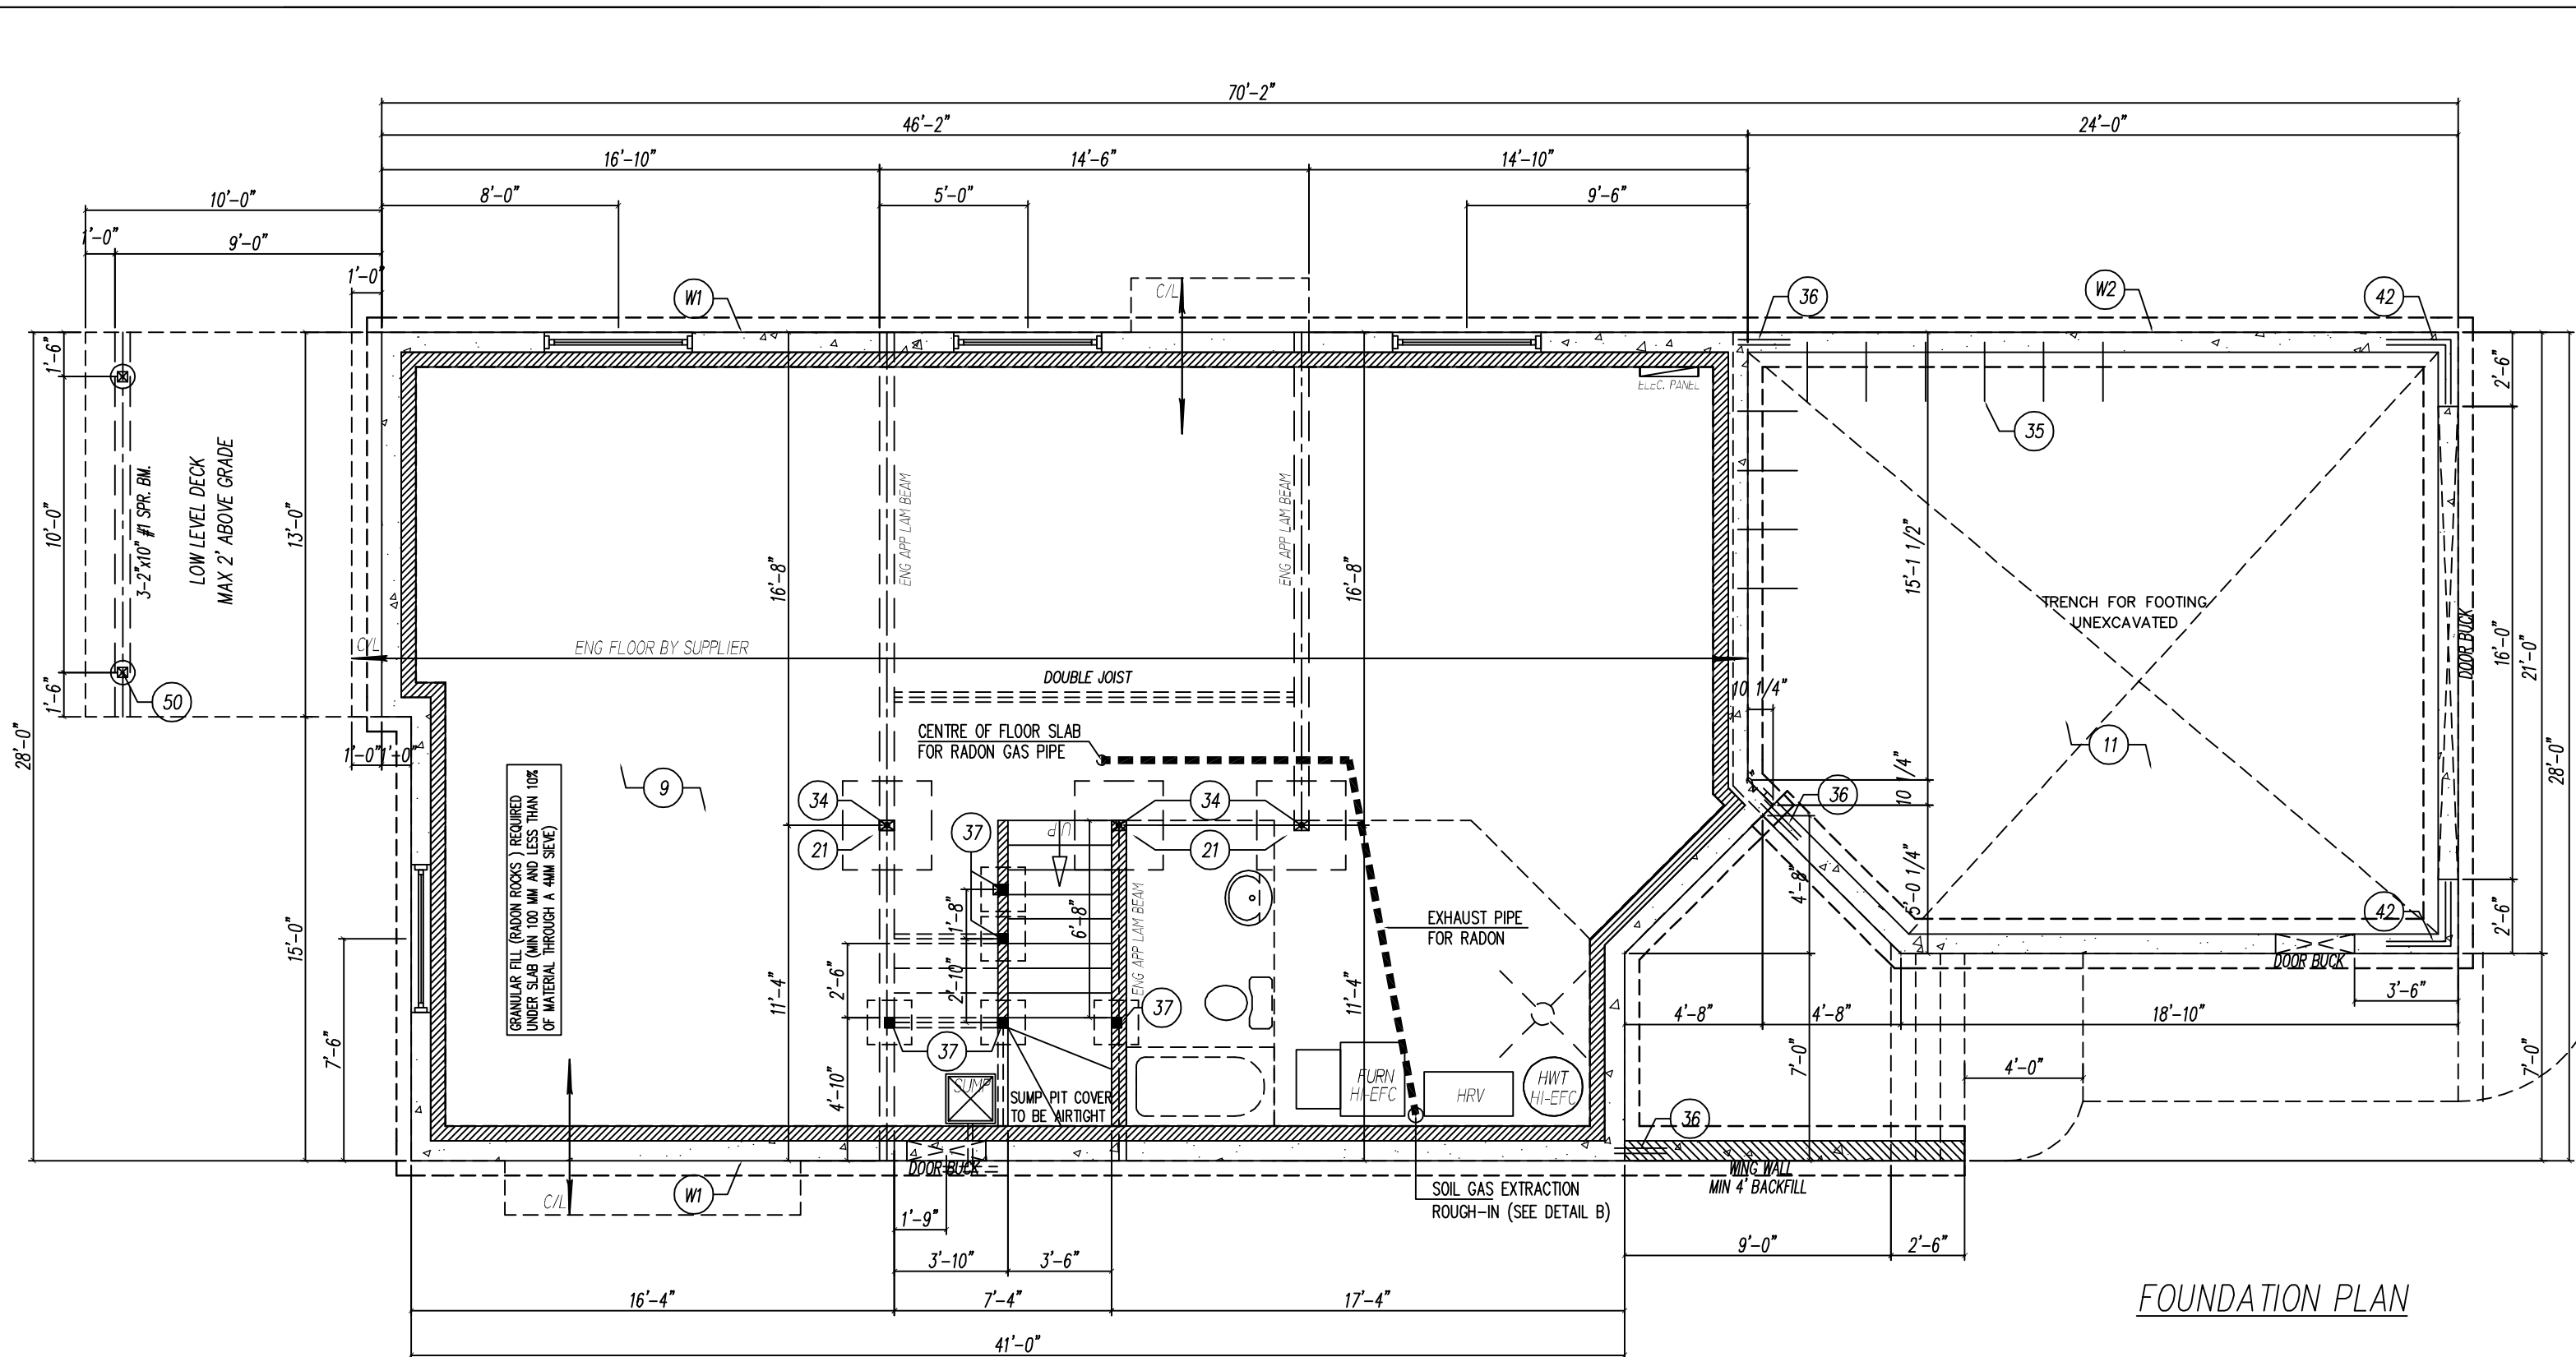 70'-2"
46'-2"
24'-0"
16'-10"
14'-6"
14'-10"
10'-0"
8'-0"
5'-0"
9'-6"
1'-0"
9'-0"
1'-0"
W1
C/L
36
W2
42
1'-6"
10'-0"
1'-6"
3-2"x10" #1 SPR. BM.
LOW LEVEL DECK
MAX 2' ABOVE GRADE
13'-0"
28'-0"
50
1'-0"
1'-0"
15'-0"
7'-6"
C/L
ENG FLOOR BY SUPPLIER
16'-8"
ENG APP LAM BEAM
ENG APP LAM BEAM
16'-8"
ELEC. PANEL
35
15'-1 1/2"
TRENCH FOR FOOTING
UNEXCAVATED
DOOR BUCK
2'-6"
16'-0"
21'-0"
2'-6"
28'-0"
7'-0"
DOUBLE JOIST
10 1/4"
CENTRE OF FLOOR SLAB
FOR RADON GAS PIPE
9
11
GRANULAR FILL (RADON ROCKS ) REQUIRED
UNDER SLAB (MIN 100 MM AND LESS THAN 10%
OF MATERIAL THROUGH A 4MM SIEVE)
34
21
37
UP
34
21
10 1/4"
36
5'-0 1/4"
4'-8"
42
1'-8"
2'-10"
6'-8"
ENG APP LAM BEAM
2'-6"
4'-10"
11'-4"
11'-4"
EXHAUST PIPE
FOR RADON
DOOR BUCK
3'-6"
37
37
4'-8"
4'-8"
18'-10"
7'-0"
4'-0"
SUMP
SUMP PIT COVER
TO BE AIRTIGHT
FURN
HI-EFC
HRV
HWT
HI-EFC
36
DOOR BUCK
WING WALL
MIN 4' BACKFILL
C/L
W1
SOIL GAS EXTRACTION
ROUGH-IN (SEE DETAIL B)
1'-9"
3'-10"
3'-6"
9'-0"
2'-6"
16'-4"
7'-4"
17'-4"
41'-0"
FOUNDATION PLAN